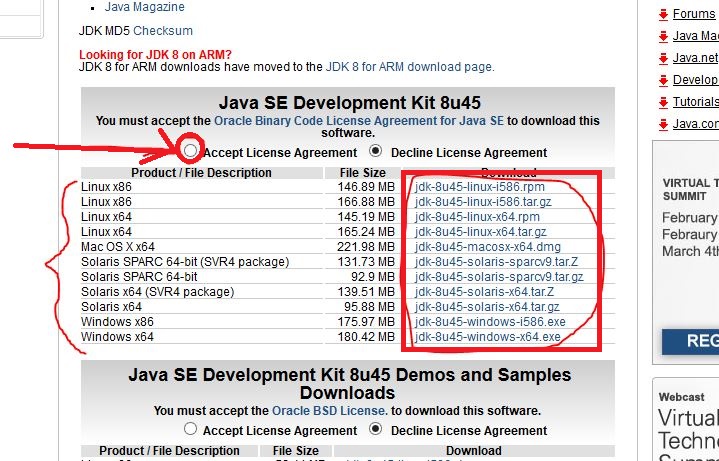 Java Magazine
JDK MD5 Checksum
Looking for JDK 8 on ARM?
JDK 8 for ARM downloads have moved to the JDK 8 for ARM download page.
Java SE Development Kit 8u45
You must accept the Oracle Binary Code License Agreement for Java SE to download this
software.
Accept License Agreement Decline License Agreement
Product / File Description File Size Download
Linux x86 146.89 MB jdk-8u45-linux-i586.rpm
Linux x86 166.88 MB jdk-8u45-linux-i586.tar.gz
Linux x64 145.19 MB jdk-8u45-linux-x64.rpm
Linux x64 165.24 MB jdk-8u45-linux-x64.tar.gz
Mac OS X x64 221.98 MB jdk-8u45-macosx-x64.dmg
Solaris SPARC 64-bit (SVR4 package) 131.73 MB jdk-8u45-solaris-sparcv9.tar.Z
Solaris SPARC 64-bit 92.9 MB jdk-8u45-solaris-sparcv9.tar.gz
Solaris x64 (SVR4 package) 139.51 MB jdk-8u45-solaris-x64.tar.Z
Solaris x64 95.88 MB jdk-8u45-solaris-x64.tar.gz
Windows x86 175.97 MB jdk-8u45-windows-i586.exe
Windows x64 180.42 MB jdk-8u45-windows-x64.exe
Java SE Development Kit 8u45 Demos and Samples
Downloads
You must accept the Oracle BSD License. to download this software.
Accept License Agreement Decline License Agreement
Product / File Description File Size Download
Forums
Java Ma
Java.net
Develop
Tutorials
Java.com
VIRTUAL T
SUMMIT
February
Febraury
March 4th
REG
Webcast
Virtual
Techn